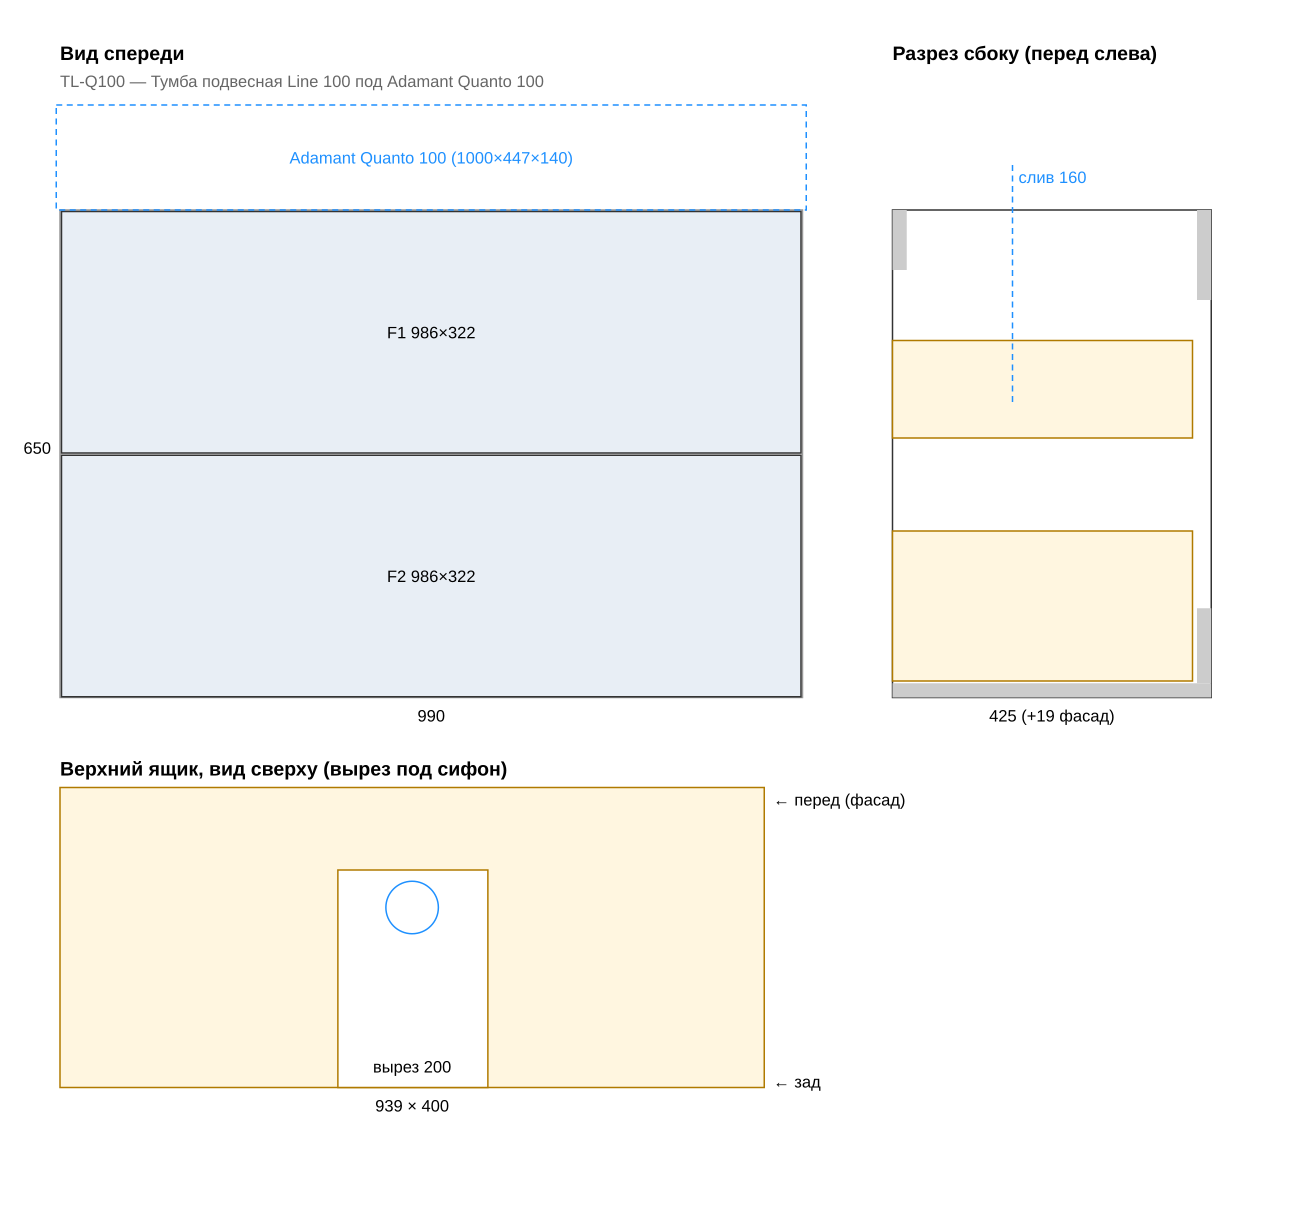 Вид спереди
TL-Q100 — Тумба подвесная Line 100 под Adamant Quanto 100
Adamant Quanto 100 (1000×447×140)
F1 986×322
650
F2 986×322
990
Разрез сбоку (перед слева)
слив 160
425 (+19 фасад)
Верхний ящик, вид сверху (вырез под сифон)
← перед (фасад)
вырез 200
← зад
939 × 400